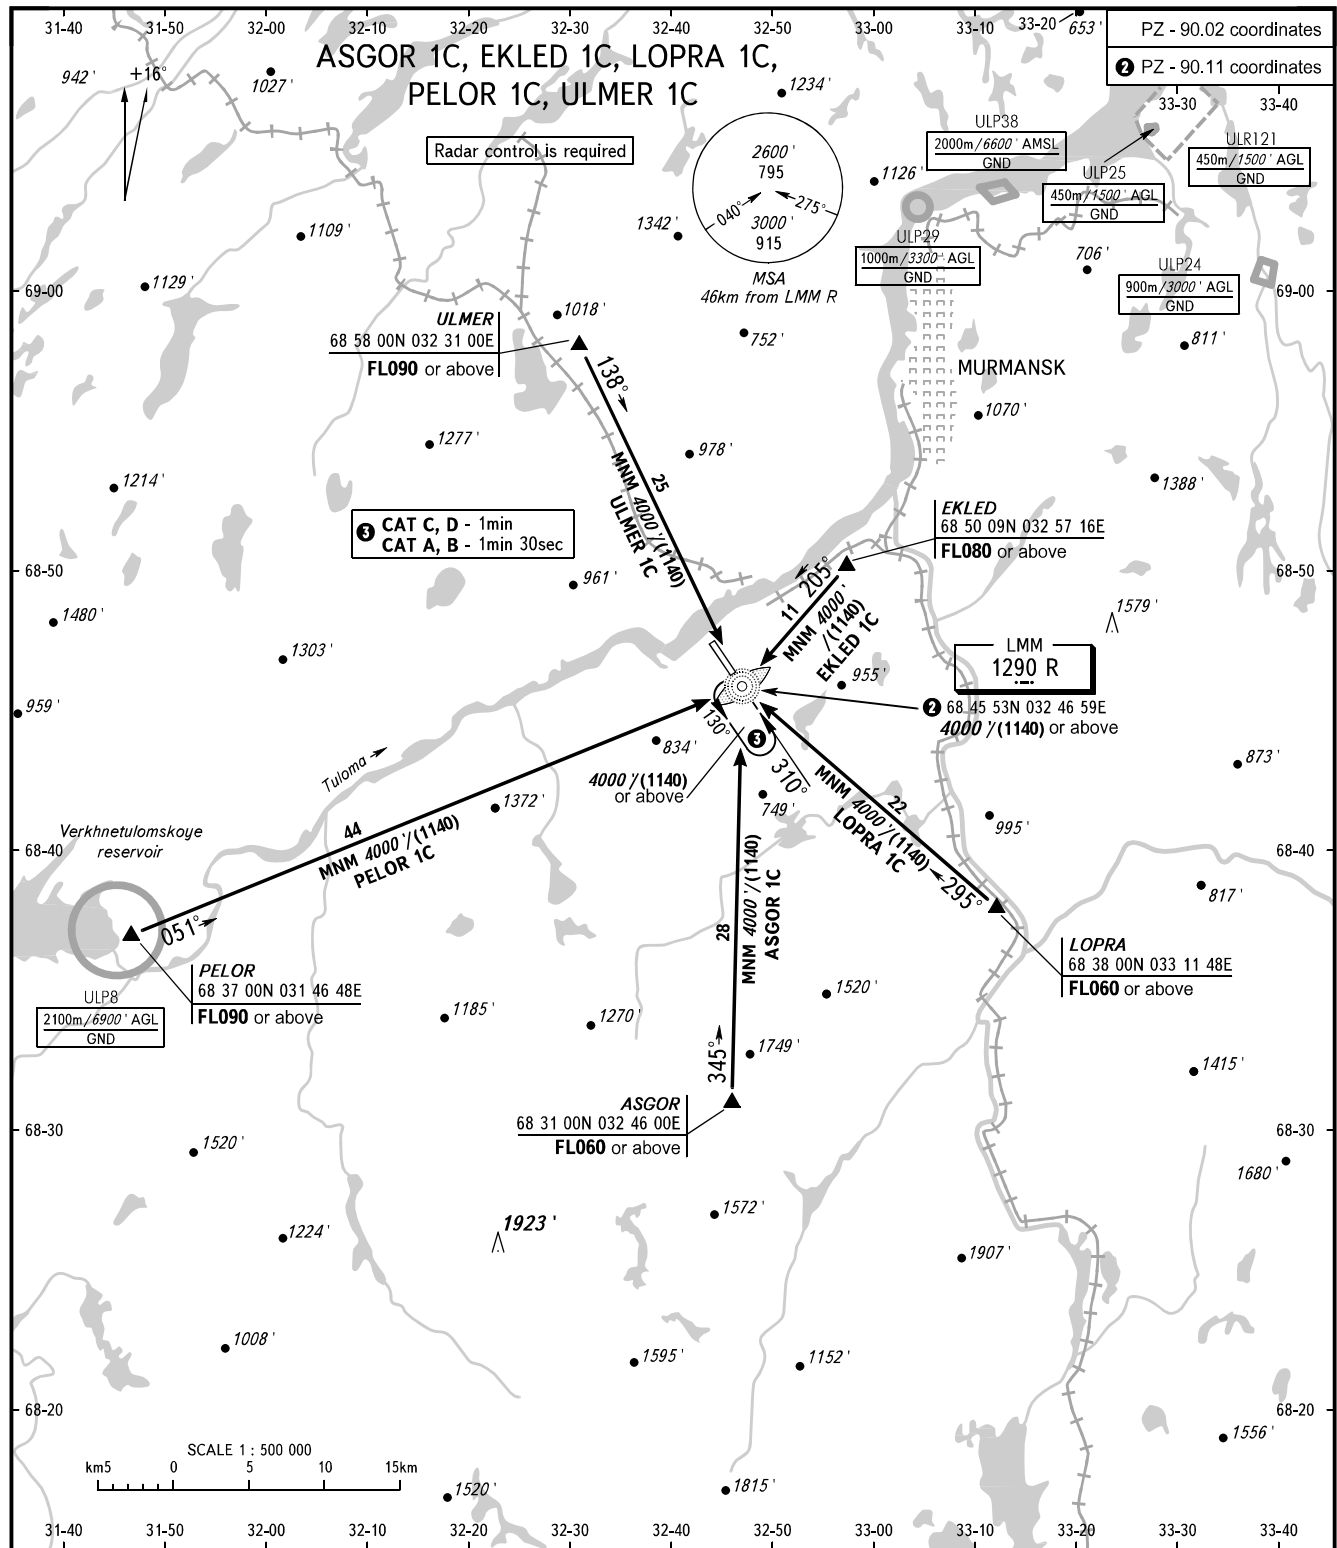 31-40 31-50 32-00 32-10 32-20 32-30 32-40 32-50 33-00 33-10 33-20
653'
PZ - 90.02 coordinates
2 PZ - 90.11 coordinates
33-30 33-40
ASGOR 1C, EKLED 1C, LOPRA 1C,
PELOR 1C, ULMER 1C
942'
+16°
1027'
1234'
Radar control is required
2600'
795
040°
275°
3000'
915
MSA
46km from LMM R
ULP38
2000m/6600' AMSL
GND
ULR121
450m/1500' AGL
GND
ULP25
450m/1500' AGL
GND
1126'
1109'
1342'
ULP29
1000m/3300' AGL
GND
706'
ULP24
900m/3000' AGL
GND
1129'
69-00
69-00
1018'
ULMER
68 58 00N 032 31 00E
FL090 or above
752'
811'
138°
MURMANSK
1070'
1277'
978'
25
MNM 4000'/(1140)
ULMER 1C
1214'
1388'
3 CAT C, D - 1min
CAT A, B - 1min 30sec
EKLED
68 50 09N 032 57 16E
FL080 or above
68-50
68-50
961'
205°
11
MNM 4000'
/(1140)
EKLED 1C
1480'
1579'
1303'
LMM
1290 R
955'
959'
2 68 45 53N 032 46 59E
4000'/(1140) or above
130°
3
834'
310°
873'
Tuloma
4000'/(1140)
or above
749'
1372'
22
MNM 4000'/(1140)
LOPRA 1C
995'
Verkhnetulomskoye
reservoir
44
MNM 4000'/(1140)
PELOR 1C
68-40
68-40
295°
817'
051°
28
MNM 4000'/(1140)
ASGOR 1C
LOPRA
68 38 00N 033 11 48E
FL060 or above
PELOR
68 37 00N 031 46 48E
FL090 or above
ULP8
2100m/6900' AGL
GND
1185'
1270'
1520'
1749'
345°
1415'
ASGOR
68 31 00N 032 46 00E
FL060 or above
68-30
68-30
1520'
1680'
1572'
1923'
1224'
1907'
1008'
1595'
1152'
68-20
68-20
1556'
SCALE 1 : 500 000
km5 0 5 10 15km
1520'
1815'
31-40 31-50 32-00 32-10 32-20 32-30 32-40 32-50 33-00 33-10 33-20 33-30 33-40